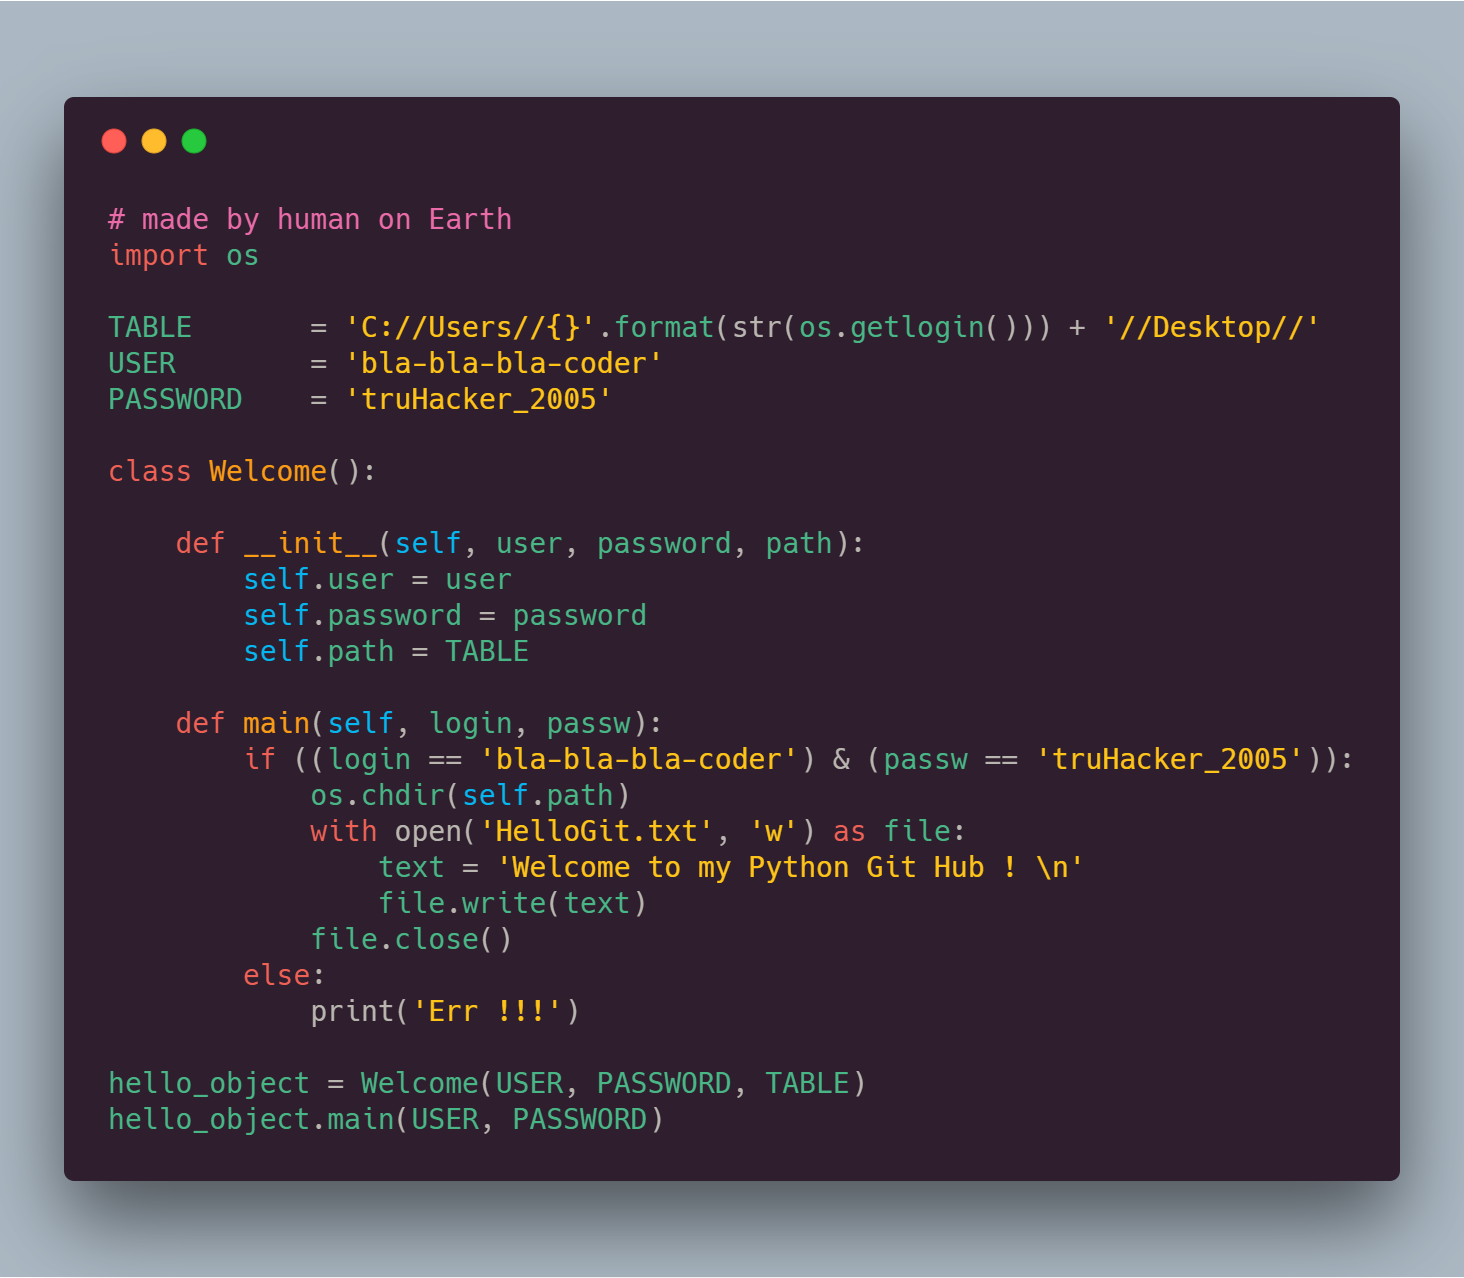 # made by human on Earth
import os

TABLE       = 'C://Users//{}'.format(str(os.getlogin())) + '//Desktop//'
USER        = 'bla-bla-bla-coder'
PASSWORD    = 'truHacker_2005'

class Welcome():

    def __init__(self, user, password, path):
        self.user = user
        self.password = password
        self.path = TABLE

    def main(self, login, passw):
        if ((login == 'bla-bla-bla-coder') & (passw == 'truHacker_2005')):
            os.chdir(self.path)
            with open('HelloGit.txt', 'w') as file:
                text = 'Welcome to my Python Git Hub ! \n'
                file.write(text)
            file.close()
        else:
            print('Err !!!')

hello_object = Welcome(USER, PASSWORD, TABLE)
hello_object.main(USER, PASSWORD)